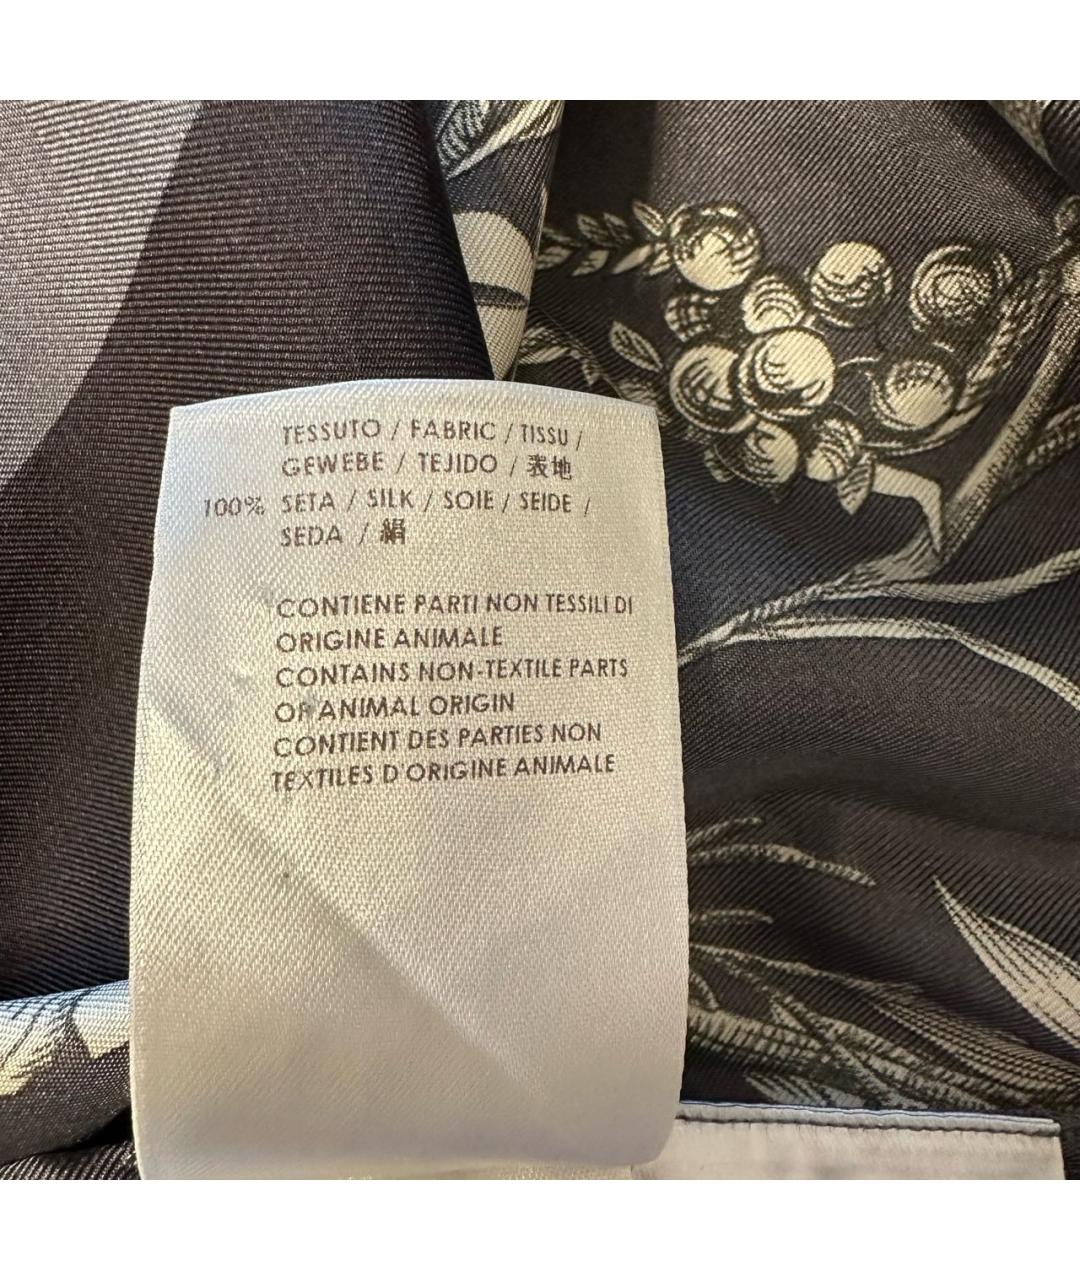 TESSUTO / FABRIC / TISSU /
GEWEBE / TEJIDO / 表地
100% SETA / SILK / SOIE / SEIDE /
SEDA / 絹
CONTIENE PARTI NON TESSILI DI
ORIGINE ANIMALE
CONTAINS NON-TEXTILE PARTS
OF ANIMAL ORIGIN
CONTIENT DES PARTIES NON
TEXTILES D'ORIGINE ANIMALE